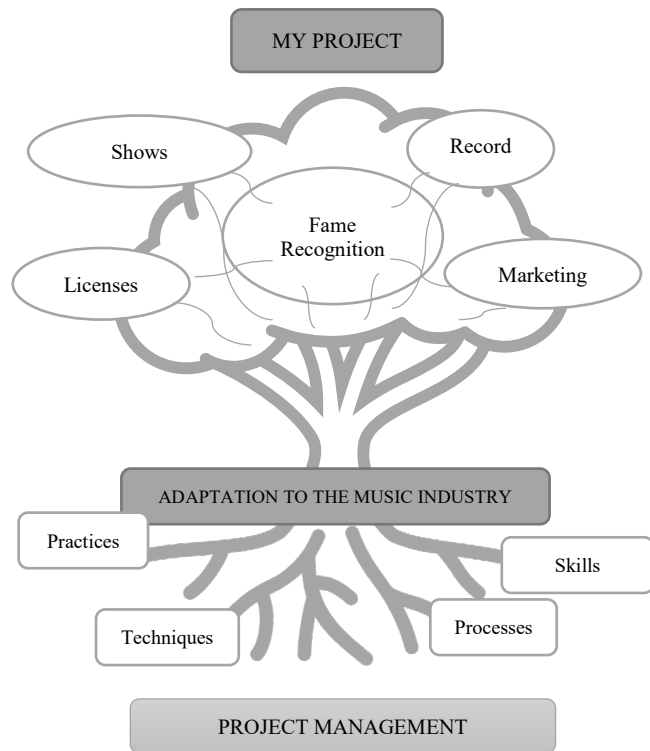 MY PROJECT
Shows
Record
Fame
Recognition
Licenses
Marketing
ADAPTATION TO THE MUSIC INDUSTRY
Practices
Skills
Techniques
Processes
PROJECT MANAGEMENT